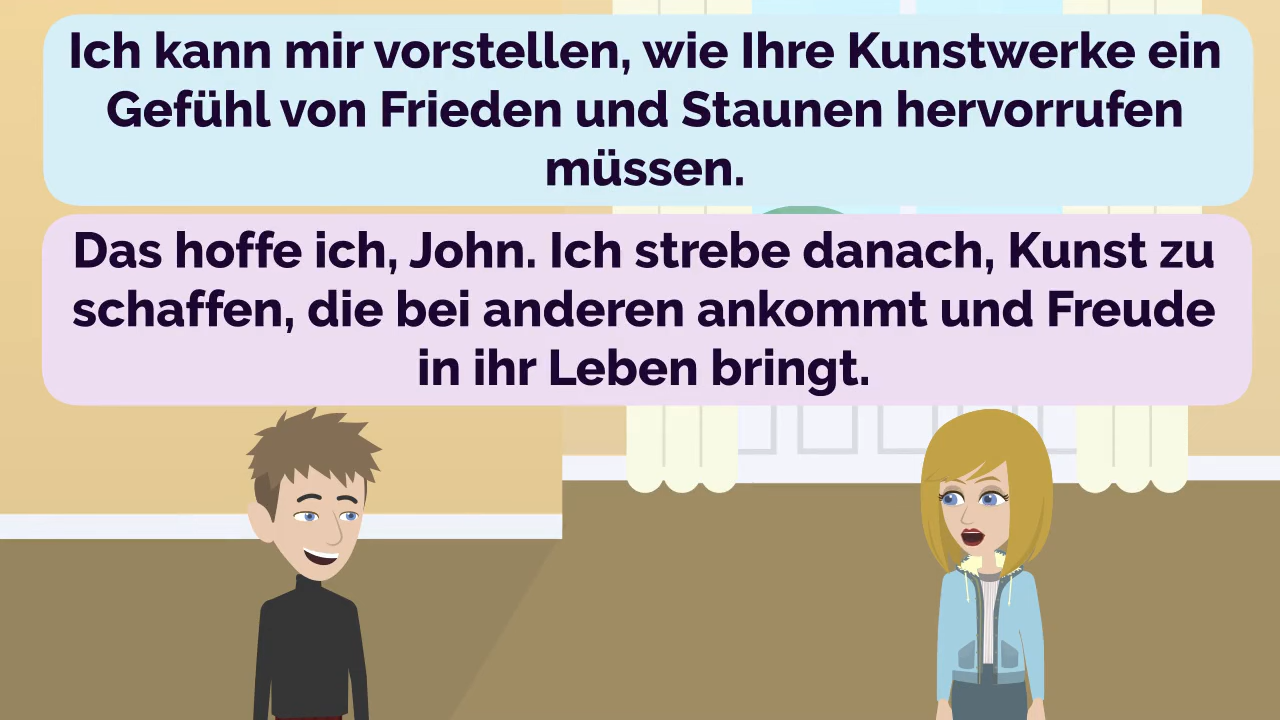 Ich kann mir vorstellen, wie Ihre Kunstwerke ein
Gefühl von Frieden und Staunen hervorrufen
müssen.
Das hoffe ich, John. Ich strebe danach, Kunst zu
schaffen, die bei anderen ankommt und Freude
in ihr Leben bringt.